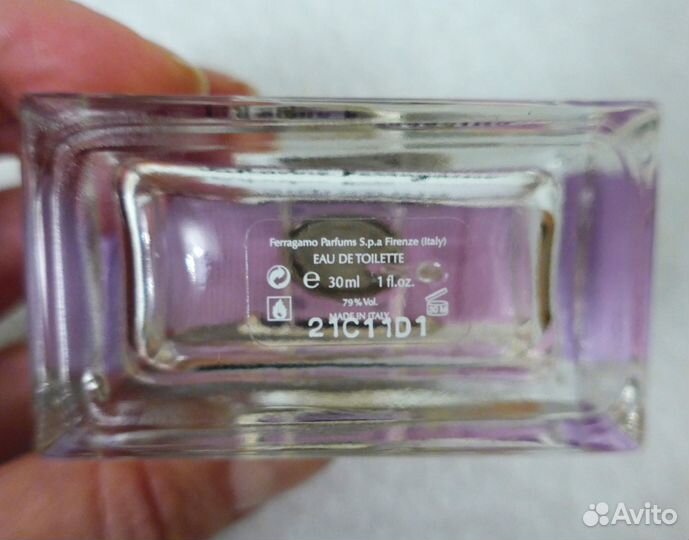 Ferragamo Parfums S.p.a Firenze (Italy)
EAU DE TOILETTE
e 30ml 1 fl.oz.
79% Vol.
MADE IN ITALY
21C11D1
Avito